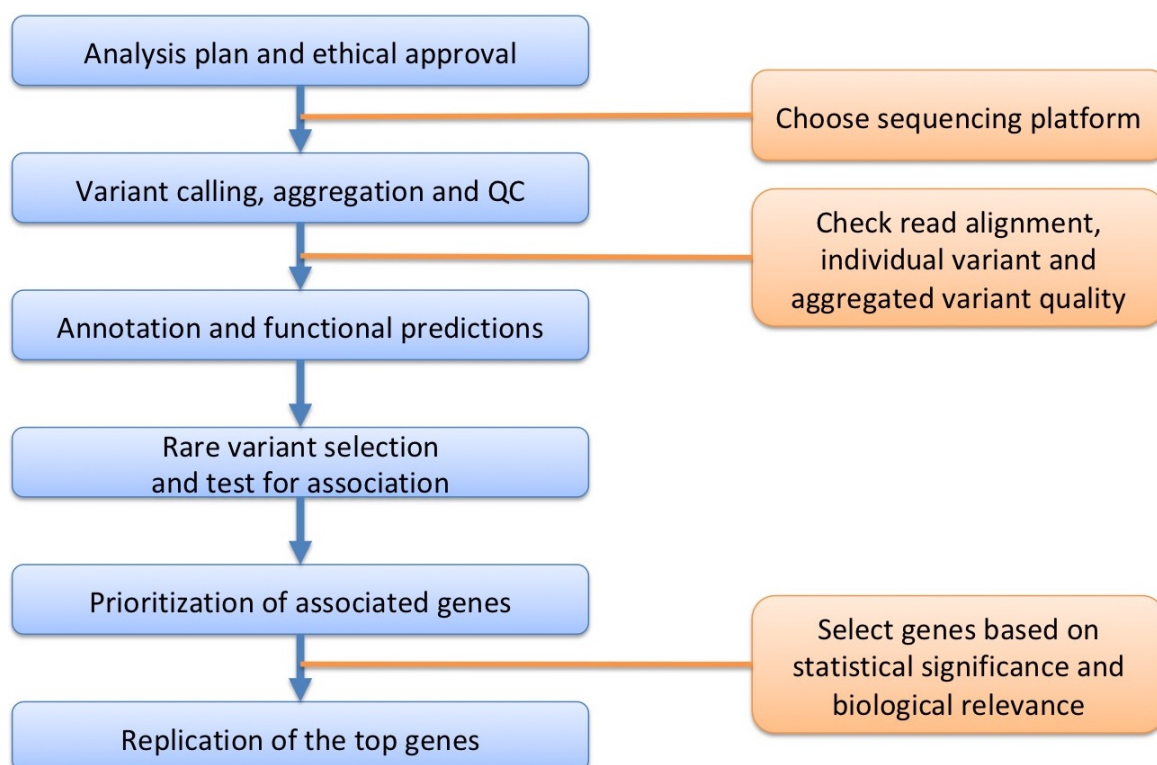 Analysis plan and ethical approval
Choose sequencing platform
Variant calling, aggregation and QC
Check read alignment,
individual variant and
aggregated variant quality
Annotation and functional predictions
Rare variant selection
and test for association
Prioritization of associated genes
Select genes based on
statistical significance and
biological relevance
Replication of the top genes